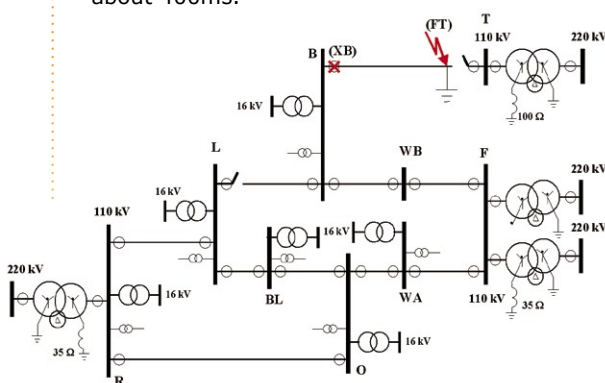 about 400ms.
(FT)
T
B
(XB)
110 kV
220 kV
16 kV
100 Ω
L
WB
F
220 kV
16 kV
110 kV
16 kV
16 kV
220 kV
220 kV
16 kV
BL
WA
110 kV
35 Ω
35 Ω
16 kV
R
O